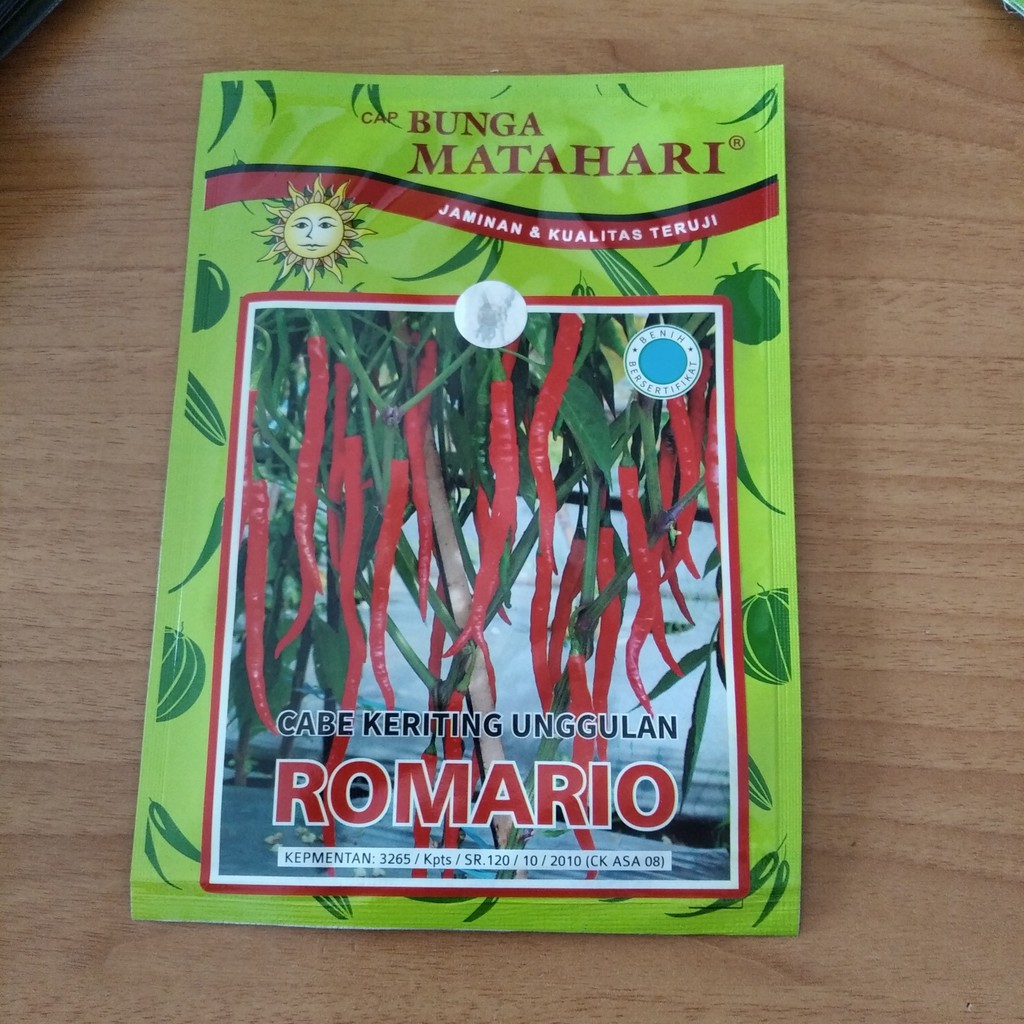 CAP BUNGA
MATAHARI®
JAMINAN & KUALITAS TERUJI
BENIH
BERSERTIFIKAT
CABE KERITING UNGGULAN
ROMARIO
KEPMENTAN: 3265 / Kpts / SR.120 / 10 / 2010 (CK ASA 08)